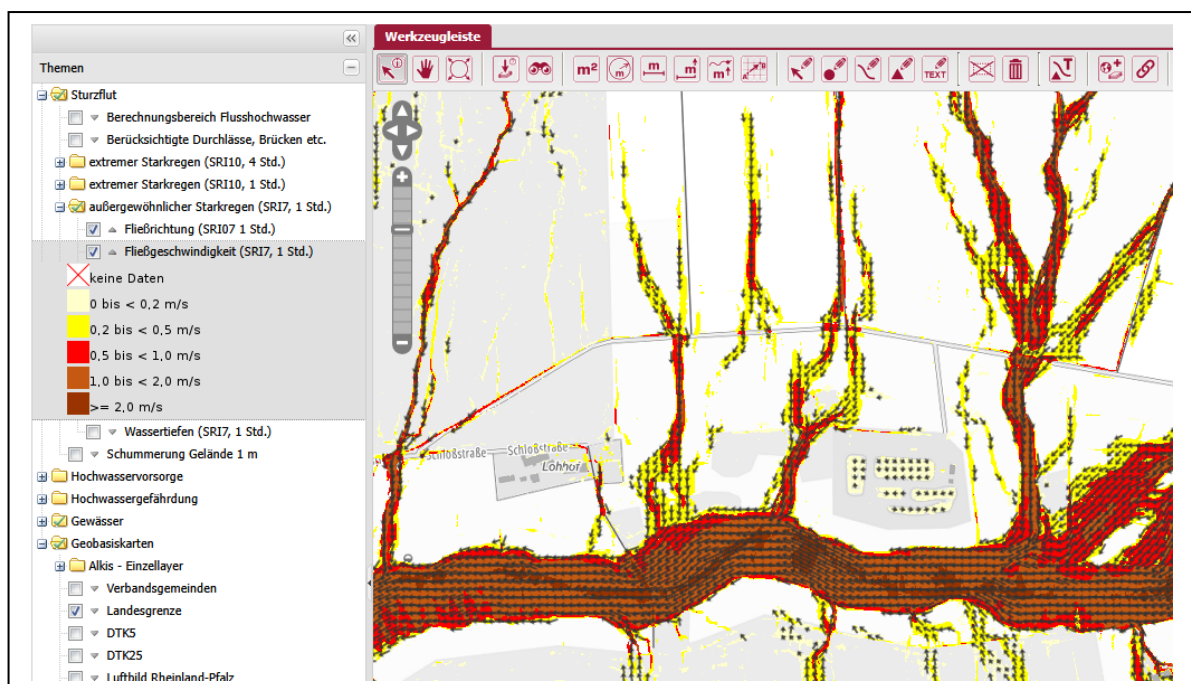 Werkzeugleiste
Themen
m² m m m m TEXT T
Sturzflut
Berechnungsbereich Flusshochwasser
Berücksichtigte Durchlässe, Brücken etc.
extremer Starkregen (SRI10, 4 Std.)
extremer Starkregen (SRI10, 1 Std.)
außergewöhnlicher Starkregen (SRI7, 1 Std.)
Fließrichtung (SRI07 1 Std.)
Fließgeschwindigkeit (SRI7, 1 Std.)
keine Daten
0 bis < 0,2 m/s
0,2 bis < 0,5 m/s
0,5 bis < 1,0 m/s
1,0 bis < 2,0 m/s
>= 2,0 m/s
Wassertiefen (SRI7, 1 Std.)
Schummerung Gelände 1 m
Hochwasservorsorge
Hochwassergefährdung
Gewässer
Geobasiskarten
Alkis - Einzellayer
Verbandsgemeinden
Landesgrenze
DTK5
DTK25
Luftbild Rheinland-Pfalz
Schloßstraße Schloßstraße
Lohhof